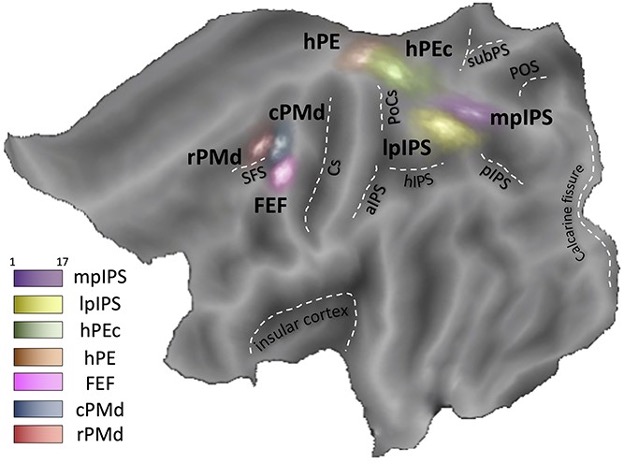 hPE
hPEc
subPS
POS
cPMd
PoCs
mpIPS
rPMd
lpIPS
SFS
Cs
hIPS
pIPS
FEF
aIPS
Calcarine fissure
1 17
mpIPS
lpIPS
hPEc
hPE
FEF
cPMd
rPMd
insular cortex